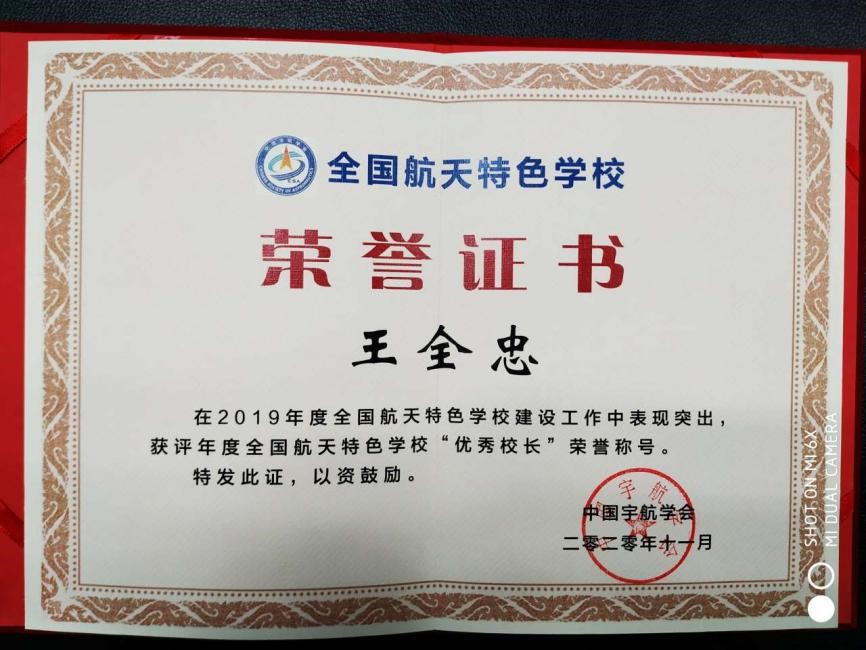 全国航天特色学校
荣誉证书
王全忠
在2019年度全国航天特色学校建设工作中表现突出，
获评年度全国航天特色学校“优秀校长”荣誉称号。
特发此证，以资鼓励。
中国宇航学会
二零二零年十一月
SHOT ON MI 6X
MI DUAL CAMERA